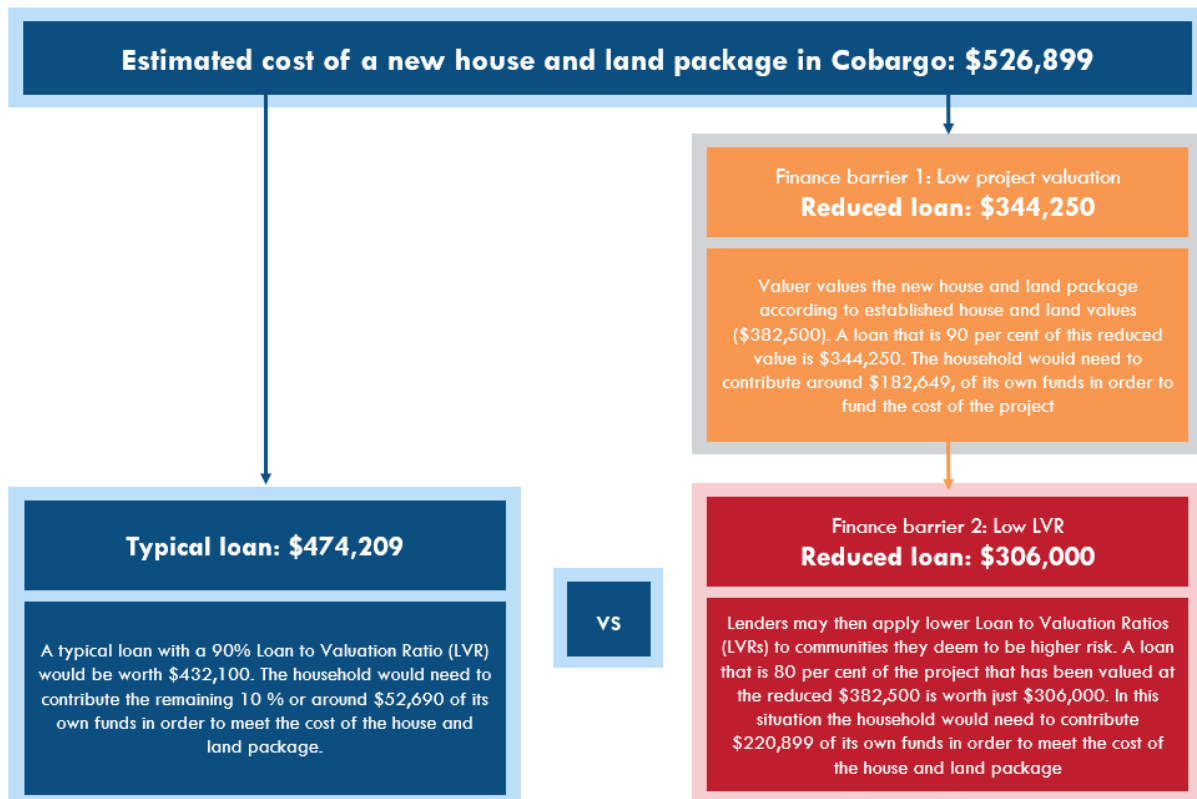 Estimated cost of a new house and land package in Cobargo: $526,899
Finance barrier 1: Low project valuation
Reduced loan: $344,250
Valuer values the new house and land package
according to established house and land values
($382,500). A loan that is 90 per cent of this reduced
value is $344,250. The household would need to
contribute around $182,649, of its own funds in order to
fund the cost of the project
Typical loan: $474,209
A typical loan with a 90% Loan to Valuation Ratio (LVR)
would be worth $432,100. The household would need to
contribute the remaining 10 % or around $52,690 of its
own funds in order to meet the cost of the house and
land package.
VS
Finance barrier 2: Low LVR
Reduced loan: $306,000
Lenders may then apply lower Loan to Valuation Ratios
(LVRs) to communities they deem to be higher risk. A loan
that is 80 per cent of the project that has been valued at
the reduced $382,500 is worth just $306,000. In this
situation the household would need to contribute
$220,899 of its own funds in order to meet the cost of
the house and land package